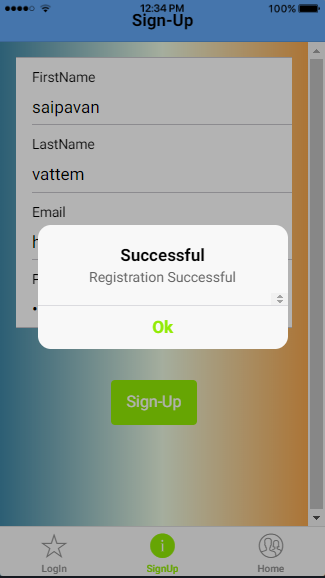 12:34 PM 100%
Sign-Up
FirstName
saipavan
LastName
vattem
Email
Successful
Registration Successful
Ok
Sign-Up
LogIn SignUp Home